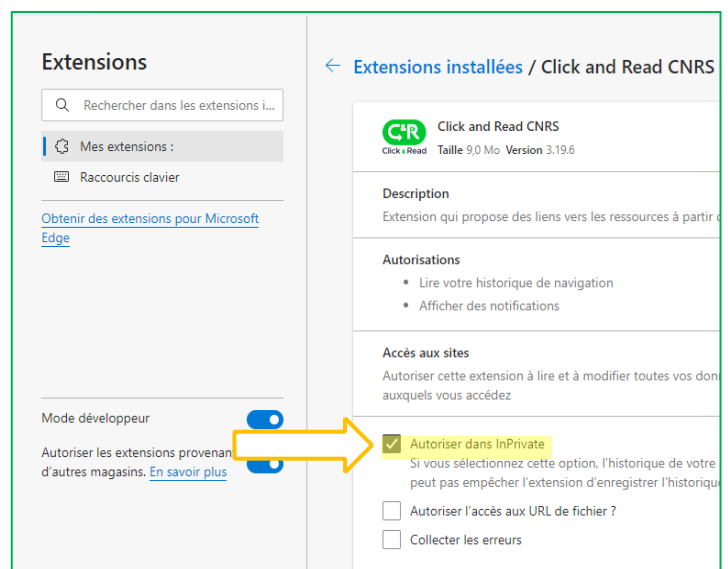 Extensions
Rechercher dans les extensions i...
Mes extensions :
Raccourcis clavier
Obtenir des extensions pour Microsoft
Edge
Mode développeur
Autoriser les extensions provenan
d'autres magasins. En savoir plus
Extensions installées / Click and Read CNRS
C&R
Click & Read
Click and Read CNRS
Taille 9,0 Mo Version 3.19.6
Description
Extension qui propose des liens vers les ressources à partir
Autorisations
• Lire votre historique de navigation
• Afficher des notifications
Accès aux sites
Autoriser cette extension à lire et à modifier toutes vos
auxquels vous accédez
Autoriser dans InPrivate
Si vous sélectionnez cette option, l'historique de votre
peut pas empêcher l'extension d'enregistrer l'historique
Autoriser l'accès aux URL de fichier ?
Collecter les erreurs